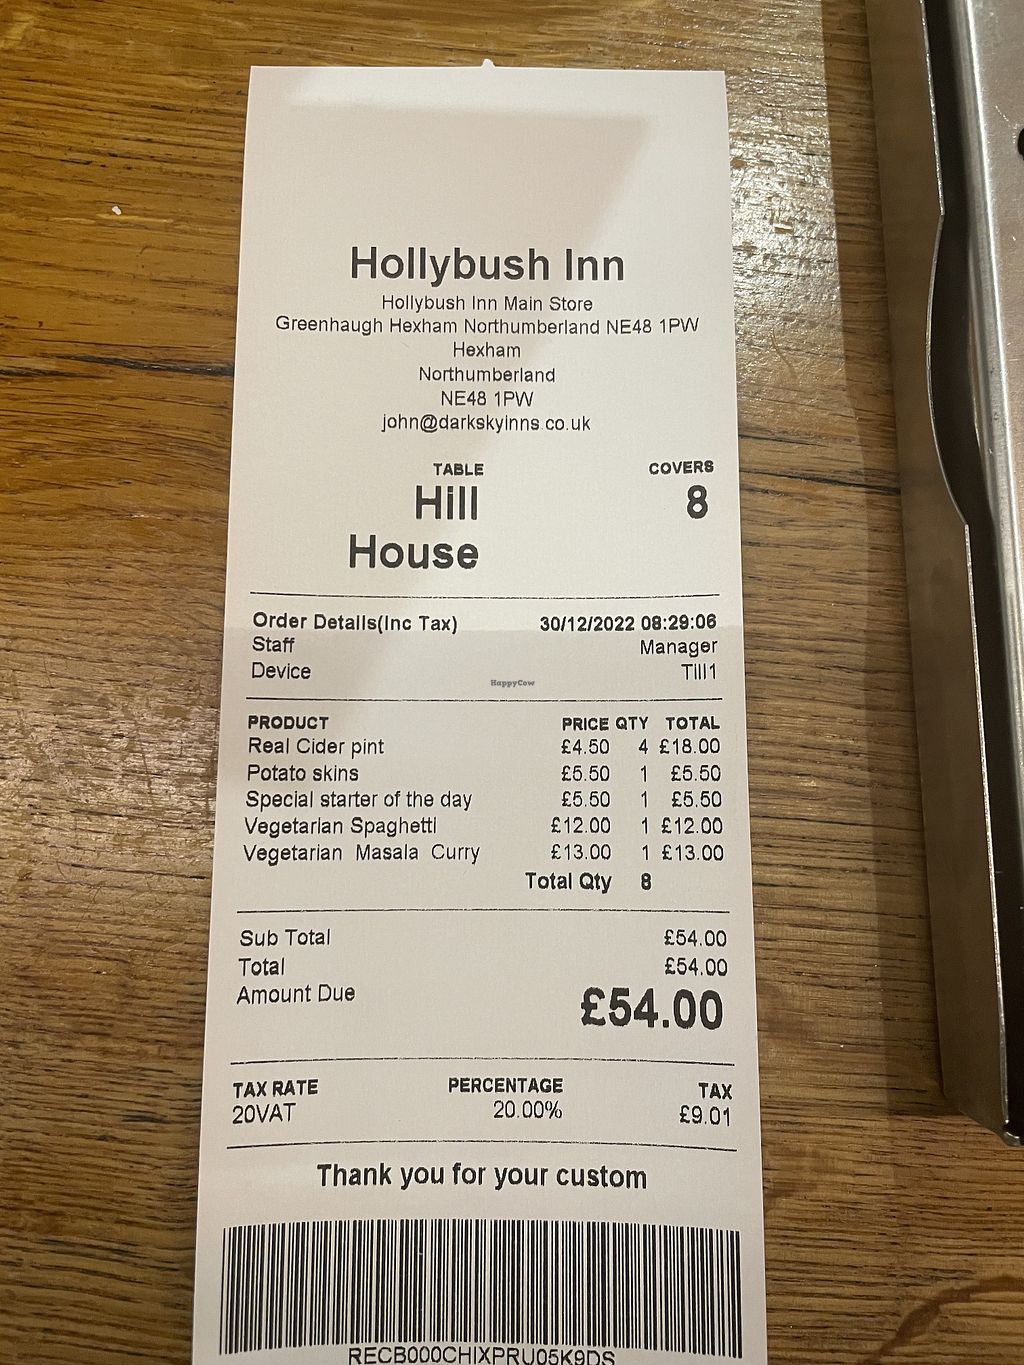 Hollybush Inn
Hollybush Inn Main Store
Greenhaugh Hexham Northumberland NE48 1PW
Hexham
Northumberland
NE48 1PW
john@darkskyinns.co.uk
TABLE COVERS
Hill 8
House
Order Details(Inc Tax) 30/12/2022 08:29:06
Staff Manager
Device Till1
HappyCow
PRODUCT PRICE QTY TOTAL
Real Cider pint £4.50 4 £18.00
Potato skins £5.50 1 £5.50
Special starter of the day £5.50 1 £5.50
Vegetarian Spaghetti £12.00 1 £12.00
Vegetarian Masala Curry £13.00 1 £13.00
Total Qty 8
Sub Total £54.00
Total £54.00
Amount Due £54.00
TAX RATE PERCENTAGE TAX
20VAT 20.00% £9.01
Thank you for your custom
RECB000CHIXPRU05K9DS